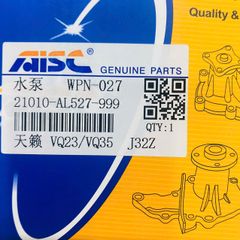 AISC
GENUINE PARTS
Quality &
水泵 WPN-027
21010-AL527-999
QTY:1
天籁 VQ23/VQ35 J32Z